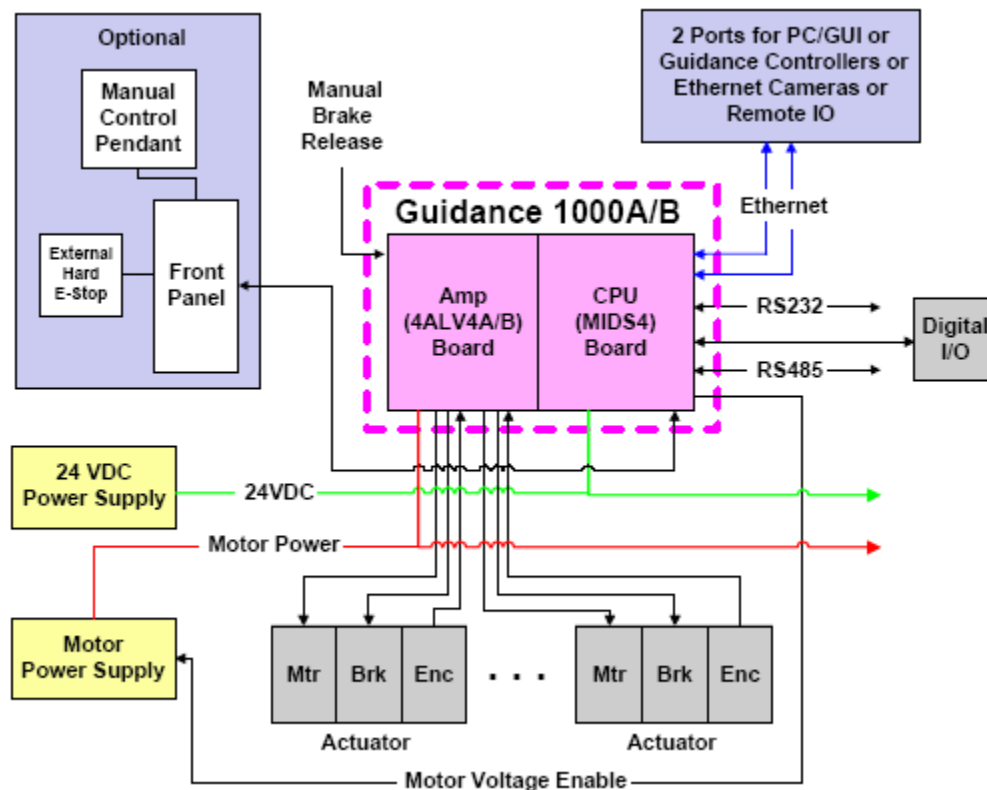 Optional
Manual
Control
Pendant
External
Hard
E-Stop
Front
Panel
Manual
Brake
Release
2 Ports for PC/GUI or
Guidance Controllers or
Ethernet Cameras or
Remote IO
Ethernet
Guidance 1000A/B
Amp
(4ALV4A/B)
Board
CPU
(MIDS4)
Board
RS232
RS485
Digital
I/O
24 VDC
Power Supply
24VDC
Motor Power
Motor
Power Supply
Mtr
Brk
Enc
. . .
Mtr
Brk
Enc
Actuator
Actuator
Motor Voltage Enable